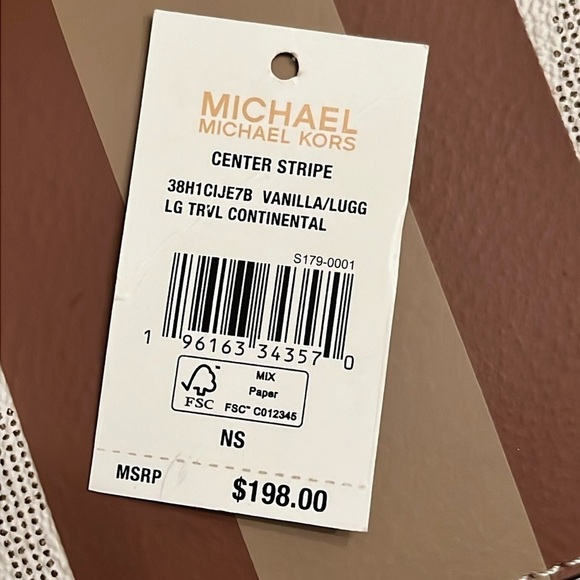 MICHAEL
MICHAEL KORS
CENTER STRIPE
38H1CIJE7B VANILLA/LUGG
LG TRVL CONTINENTAL
S179-0001
1 96163 34357 0
FSC
MIX
Paper
FSC™ C012345
NS
MSRP
$198.00